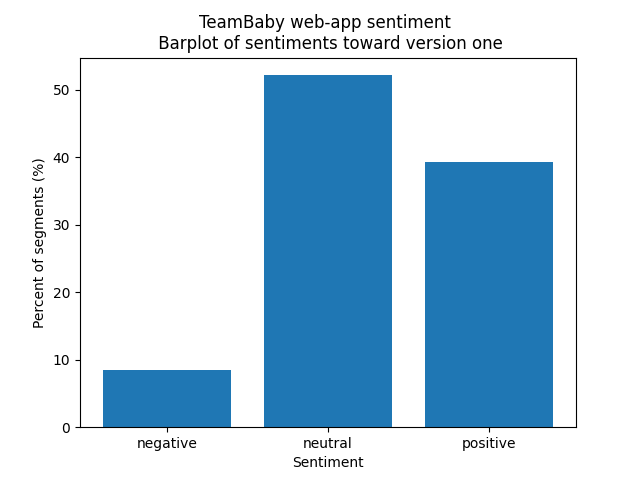 TeamBaby web-app sentiment
Barplot of sentiments toward version one
50
40
30
20
10
0
Percent of segments (%)
negative neutral positive
Sentiment